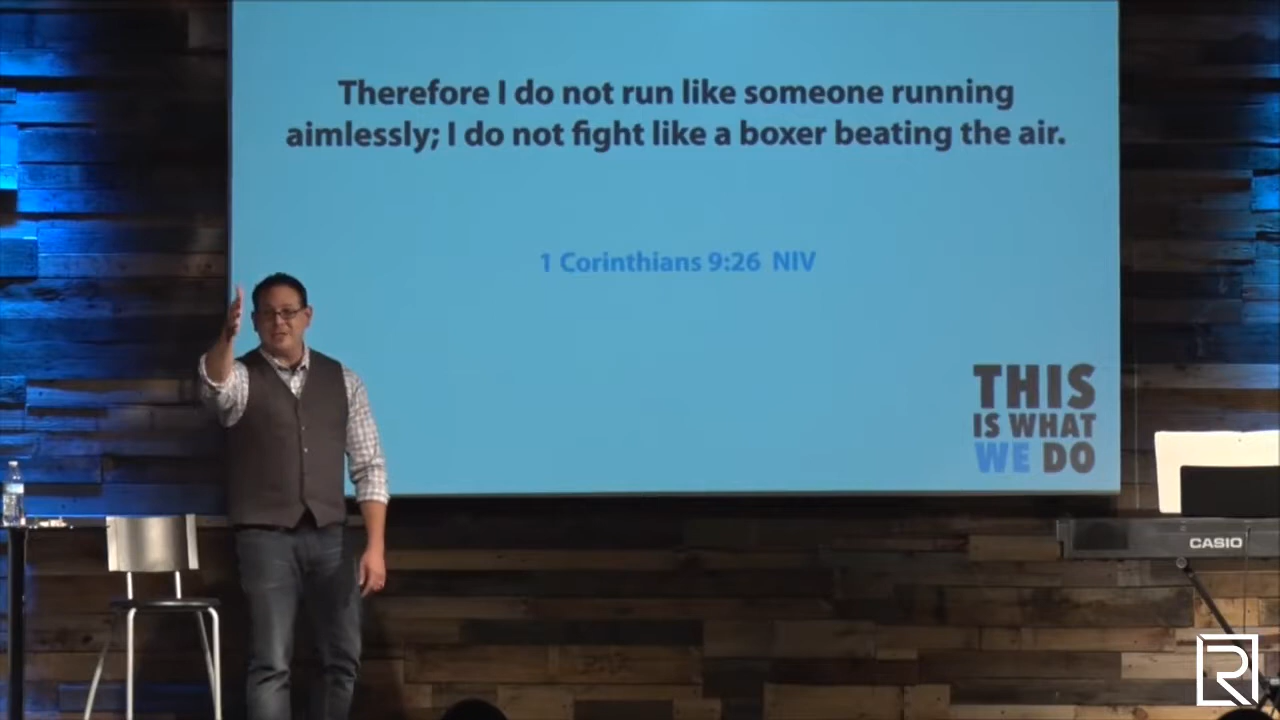 Therefore I do not run like someone running
aimlessly; I do not fight like a boxer beating the air.
1 Corinthians 9:26 NIV
THIS
IS WHAT
WE DO
CASIO
R